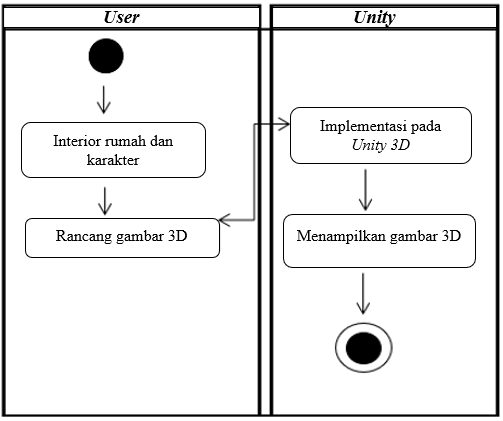 User
Unity
Interior rumah dan
karakter
Rancang gambar 3D
Implementasi pada
Unity 3D
Menampilkan gambar 3D